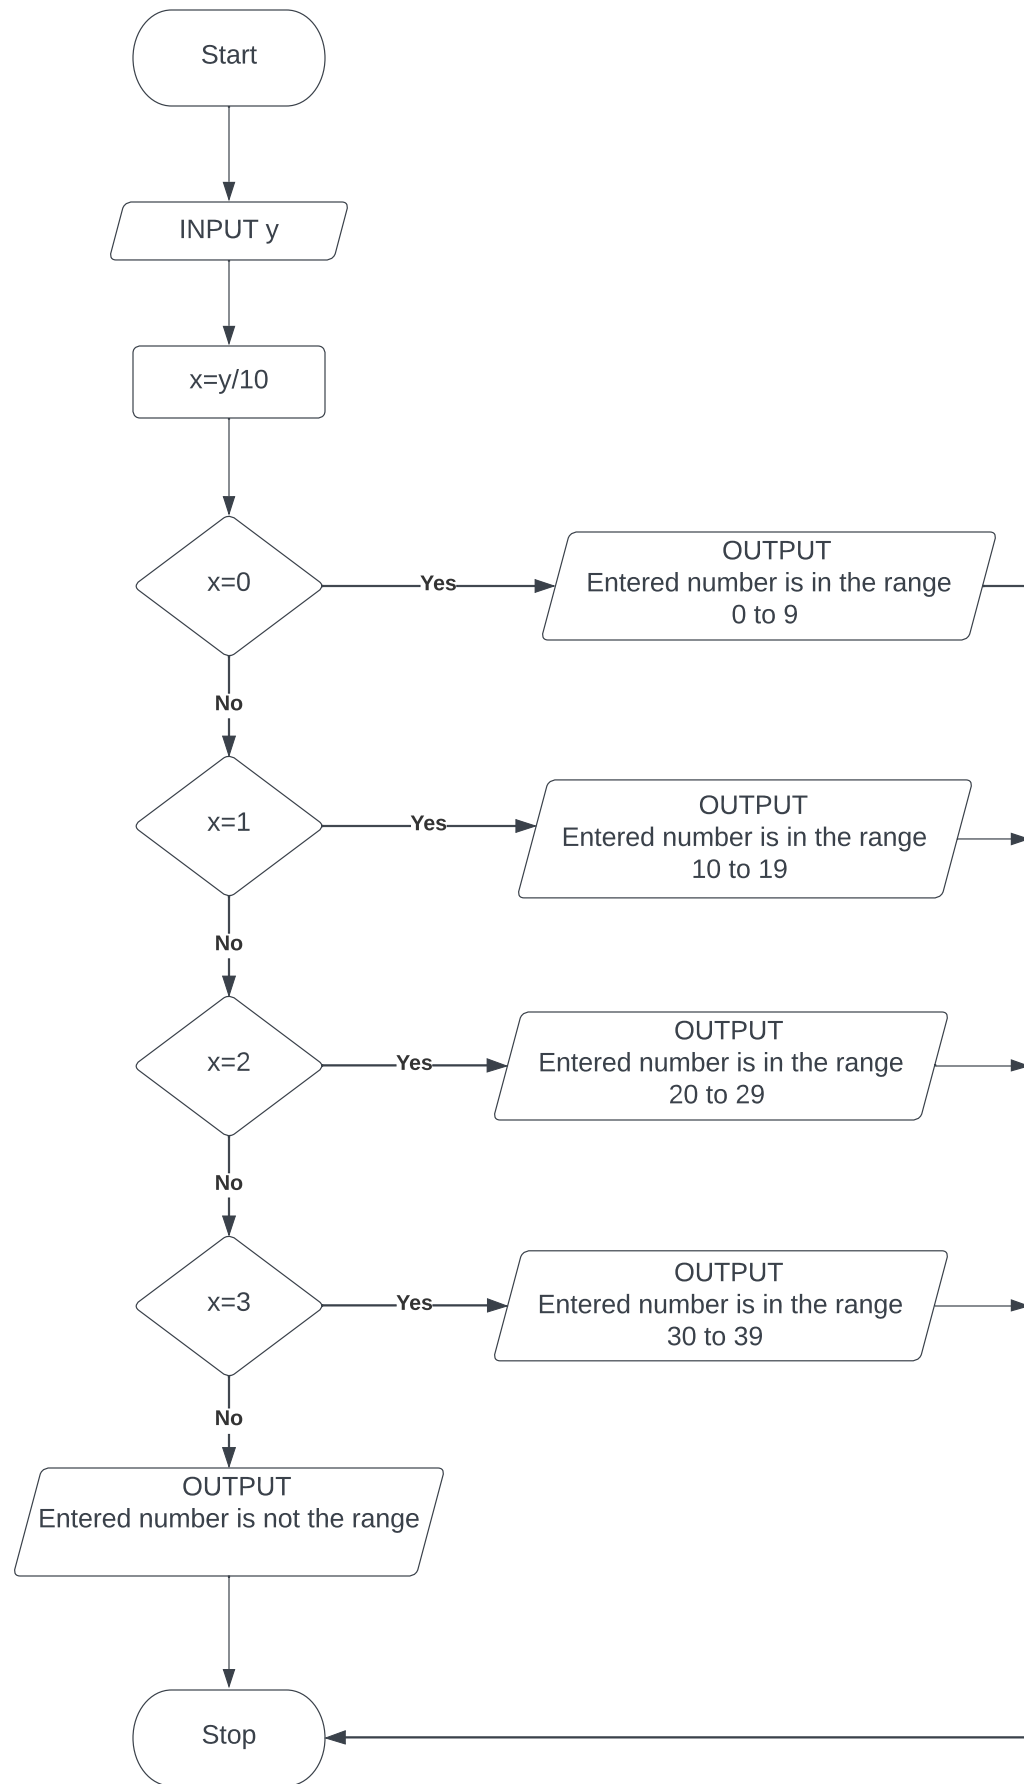 Start
INPUT y
x=y/10
x=0
Yes
OUTPUT
Entered number is in the range
0 to 9
No
x=1
Yes
OUTPUT
Entered number is in the range
10 to 19
No
x=2
Yes
OUTPUT
Entered number is in the range
20 to 29
No
x=3
Yes
OUTPUT
Entered number is in the range
30 to 39
No
OUTPUT
Entered number is not the range
Stop